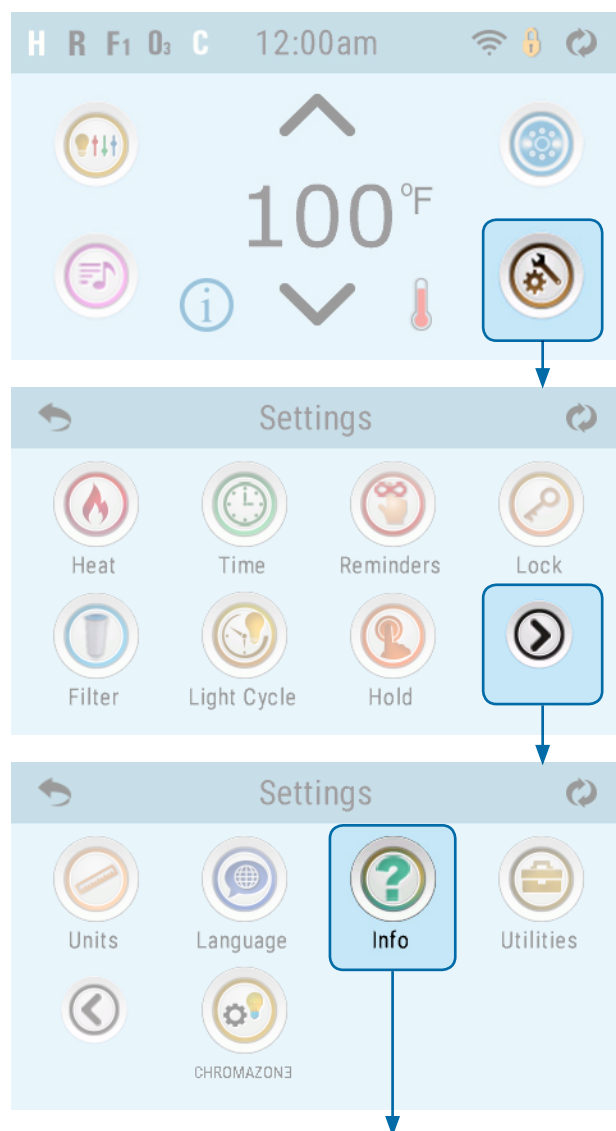 H R F1 O3 C 12:00am
100°F
i
Settings
Heat Time Reminders Lock
Filter Light Cycle Hold
Settings
?
Units Language Info Utilities
CHROMAZONƎ